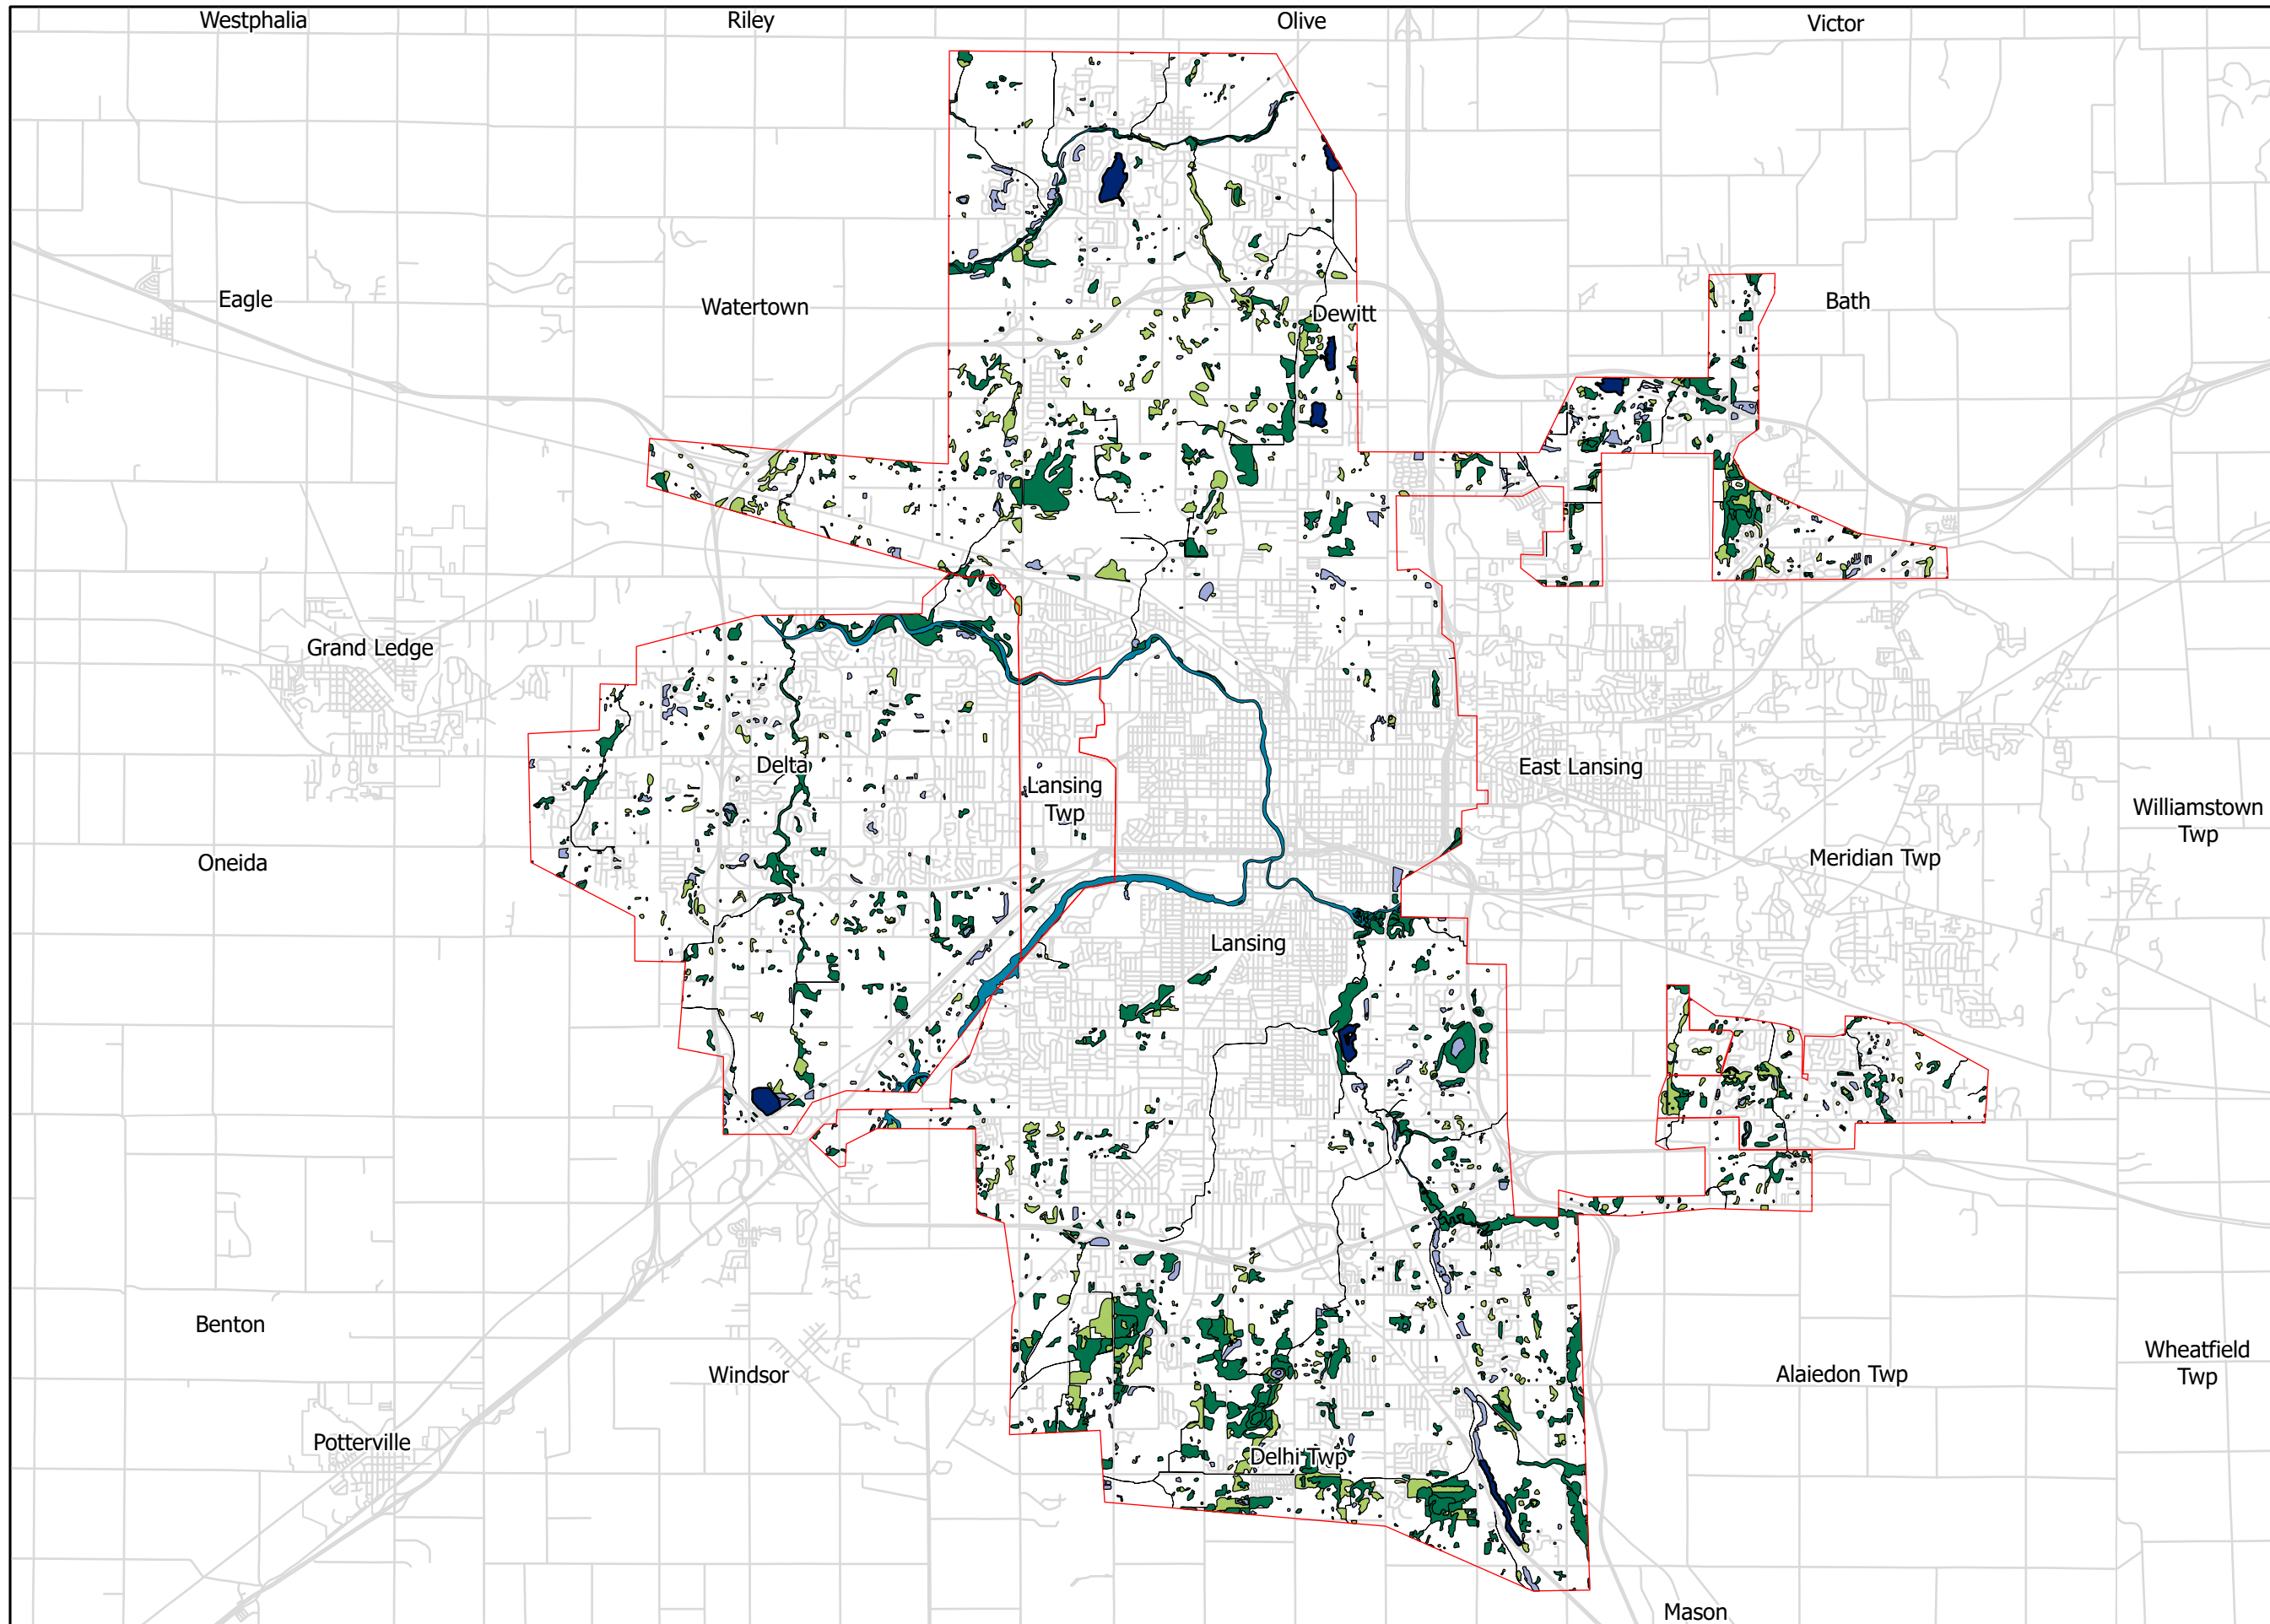 Westphalia
Riley
Olive
Victor
Eagle
Watertown
Dewitt
Bath
Grand Ledge
Delta
Lansing
Twp
East Lansing
Williamstown
Twp
Oneida
Meridian Twp
Lansing
Benton
Windsor
Alaiedon Twp
Wheatfield
Twp
Potterville
Delhi Twp
Mason